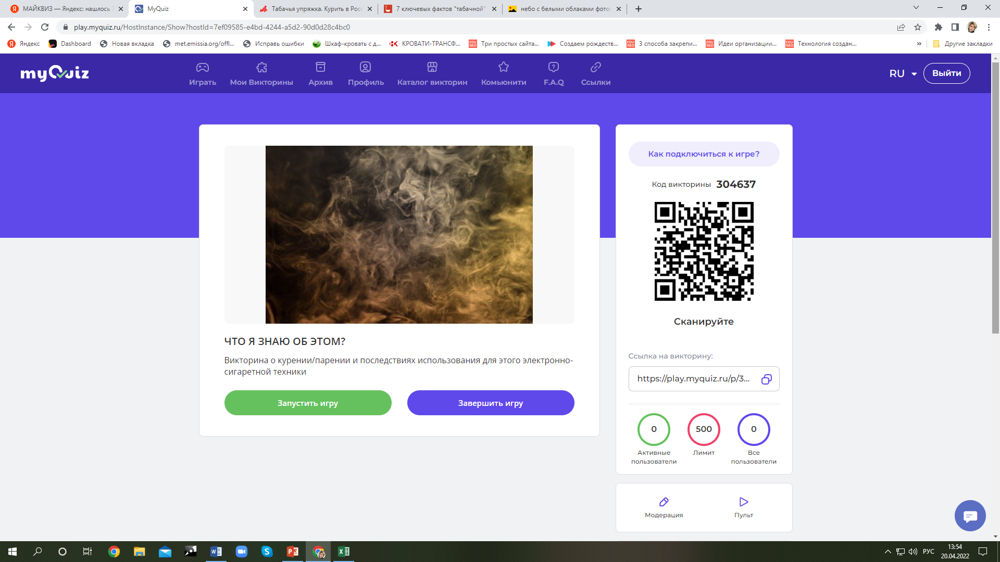 МАЙКВИЗ — Яндекс: нашлось
MyQuiz
Табачья упряжка. Курить в Росс
7 ключевых фактов "табачной"
небо с белыми облаками фото
play.myquiz.ru/HostInstance/Show?hostId=7ef09585-e4bd-4244-a5d2-90d0d28c4bc0
Яндекс
Dashboard
Новая вкладка
met.emissia.org/offl...
Исправь ошибки
Шкаф-кровать с д...
КРОВАТИ-ТРАНСФ...
Три простых сайта...
Создаем рождеств...
3 способа закрепи...
Идеи организации...
Технология создан...
»
Другие закладки
myQuiz
Играть
Мои Викторины
Архив
Профиль
Каталог викторин
Комьюнити
F.A.Q
Ссылки
RU
Выйти
Как подключиться к игре?
Код викторины 304637
Сканируйте
ЧТО Я ЗНАЮ ОБ ЭТОМ?
Викторина о курении/парении и последствиях использования для этого электронно-
сигаретной техники
Запустить игру
Завершить игру
Ссылка на викторину:
https://play.myquiz.ru/p/3...
0
500
0
Активные
пользователи
Лимит
Все
пользователи
Модерация
Пульт
РУС
13:54
20.04.2022